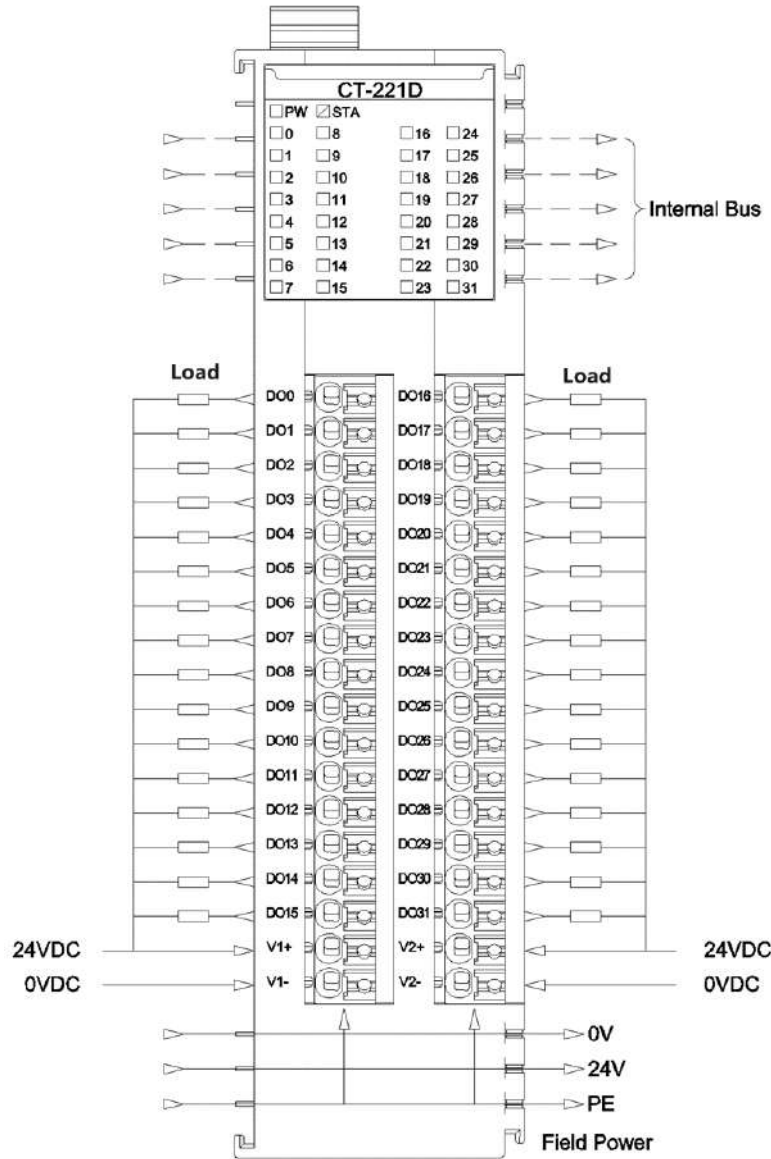 CT-221D
PW STA
0 8 16 24
1 9 17 25
2 10 18 26
3 11 19 27
4 12 20 28
5 13 21 29
6 14 22 30
7 15 23 31
Internal Bus
Load Load
DO0 DO16
DO1 DO17
DO2 DO18
DO3 DO19
DO4 DO20
DO5 DO21
DO6 DO22
DO7 DO23
DO8 DO24
DO9 DO25
DO10 DO26
DO11 DO27
DO12 DO28
DO13 DO29
DO14 DO30
DO15 DO31
24VDC V1+ V2+ 24VDC
0VDC V1- V2- 0VDC
0V
24V
PE
Field Power